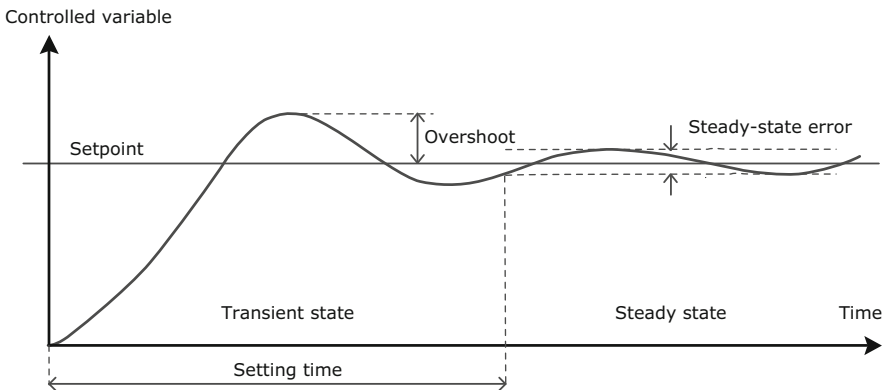 Controlled variable
Steady-state error
Overshoot
Setpoint
Transient state
Steady state
Time
Setting time